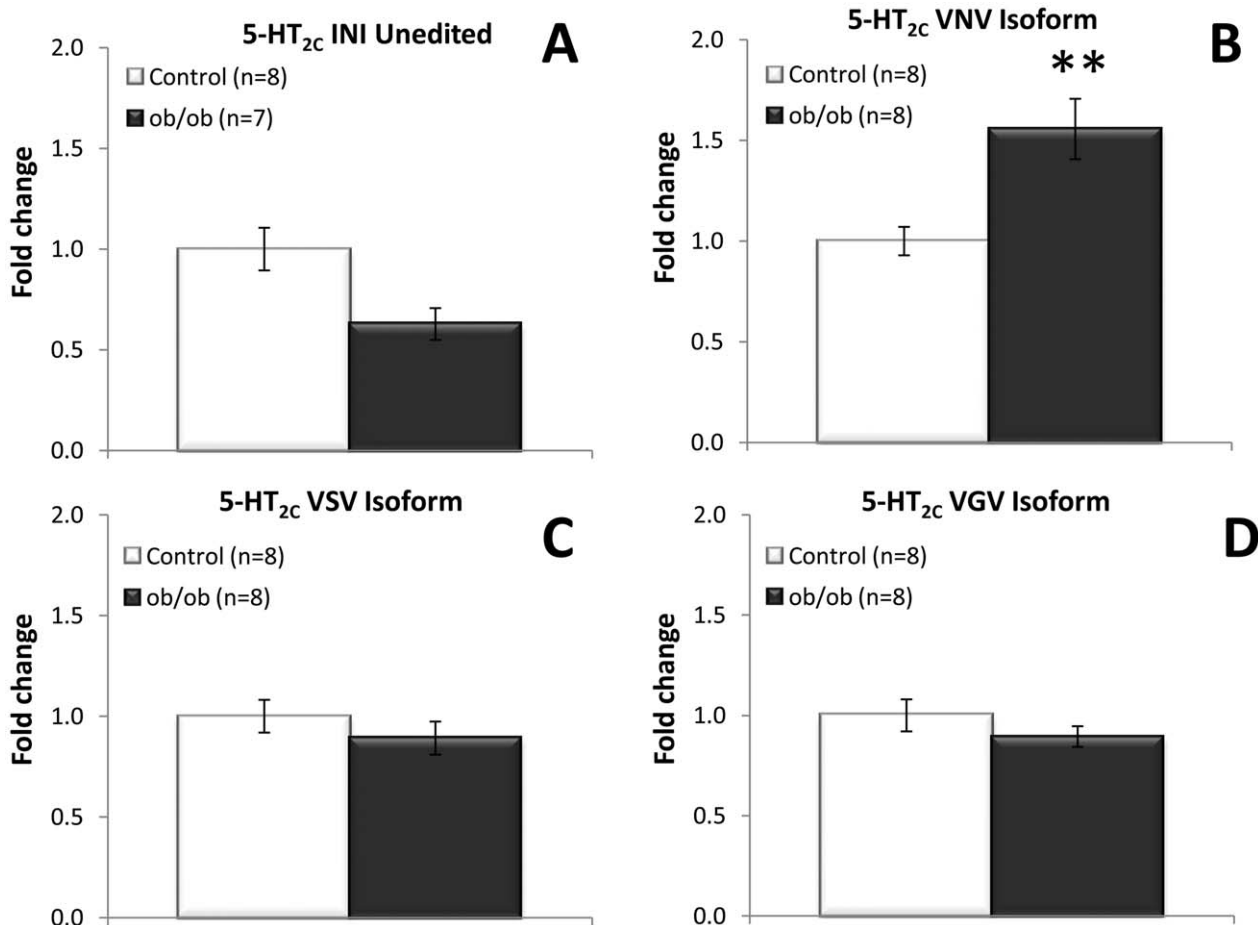 5-HT2C INI Unedited
A
2.0
Control (n=8)
ob/ob (n=7)
1.5
1.0
0.5
0.0
Fold change
5-HT2C VNV Isoform
B
2.0
Control (n=8)
**
ob/ob (n=8)
1.5
1.0
0.5
0.0
Fold change
5-HT2C VSV Isoform
C
2.0
Control (n=8)
ob/ob (n=8)
1.5
1.0
0.5
0.0
Fold change
5-HT2C VGV Isoform
D
2.0
Control (n=8)
ob/ob (n=8)
1.5
1.0
0.5
0.0
Fold change